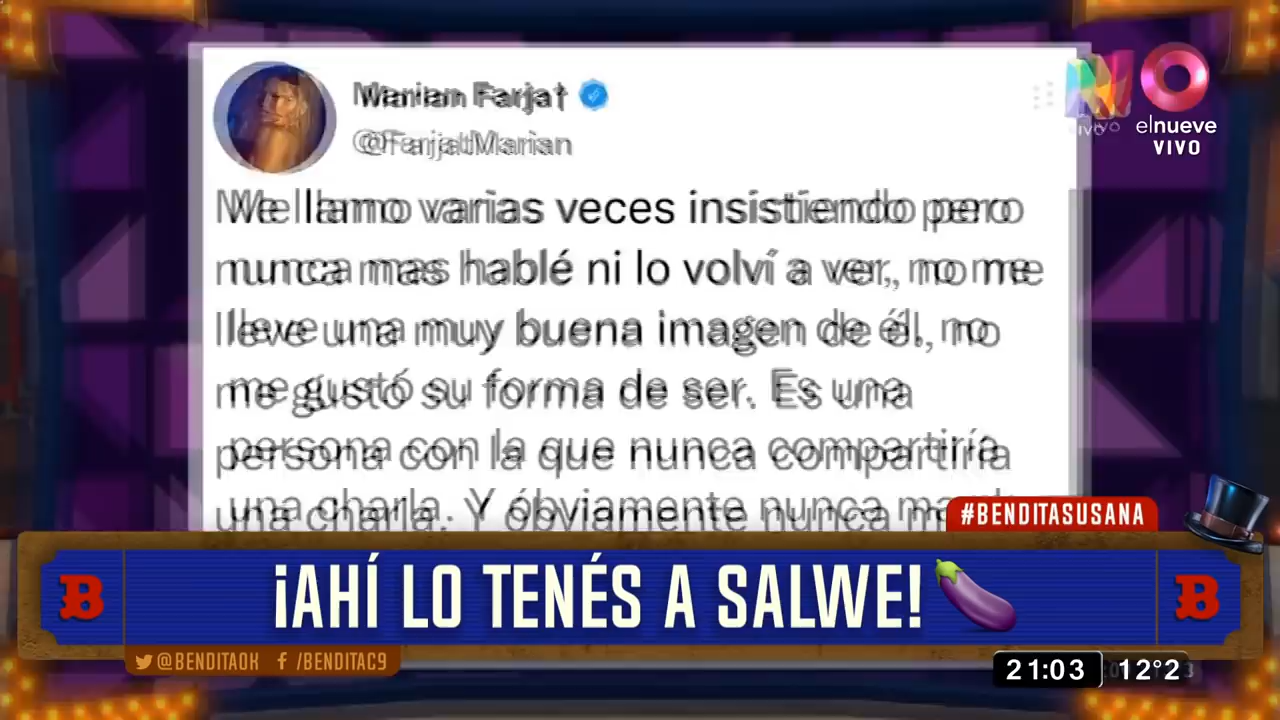 Marian Farjat
@FarjatMarian
elnueve
VIVO
Me llamo varias veces insistiendo pero
nunca mas hablé ni lo volví a ver, no me
lleve una muy buena imagen de él, no
me gustó su forma de ser. Es una
persona con la que nunca compartiría
una charla. Y óbviamente nunca
#BENDITASUSANA
B
¡AHÍ LO TENÉS A SALWE!🍆
B
@BENDITAOK f /BENDITAC9
21:03
12°2